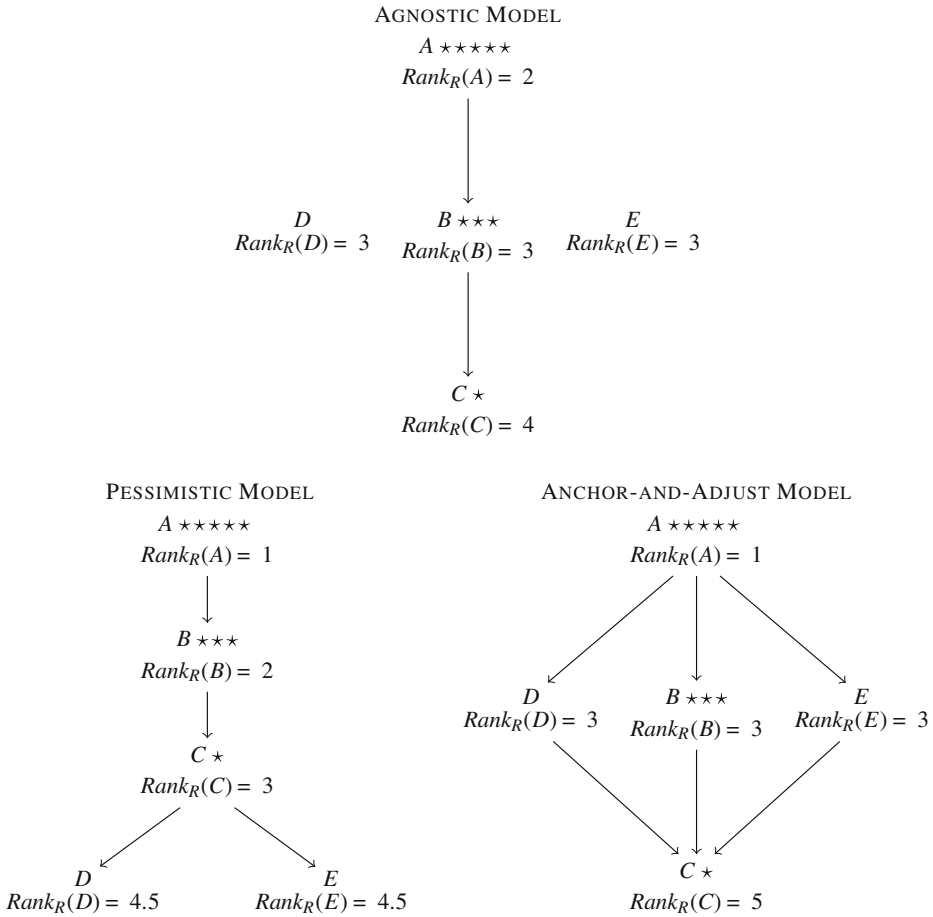 AGNOSTIC MODEL
A ⋆⋆⋆⋆⋆
Rank_R(A) = 2
D
Rank_R(D) = 3
B ⋆⋆⋆
Rank_R(B) = 3
E
Rank_R(E) = 3
C ⋆
Rank_R(C) = 4
PESSIMISTIC MODEL
A ⋆⋆⋆⋆⋆
Rank_R(A) = 1
B ⋆⋆⋆
Rank_R(B) = 2
C ⋆
Rank_R(C) = 3
D
Rank_R(D) = 4.5
E
Rank_R(E) = 4.5
ANCHOR-AND-ADJUST MODEL
A ⋆⋆⋆⋆⋆
Rank_R(A) = 1
D
Rank_R(D) = 3
B ⋆⋆⋆
Rank_R(B) = 3
E
Rank_R(E) = 3
C ⋆
Rank_R(C) = 5